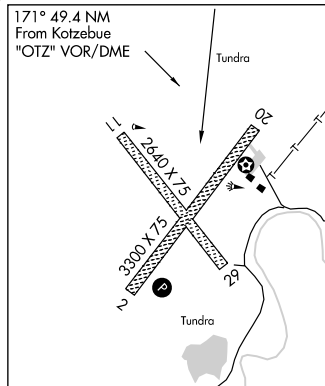 171° 49.4 NM
From Kotzebue
"OTZ" VOR/DME
Tundra
20
11
2640 X 75
3300 X 75
29
2
P
Tundra
T
T